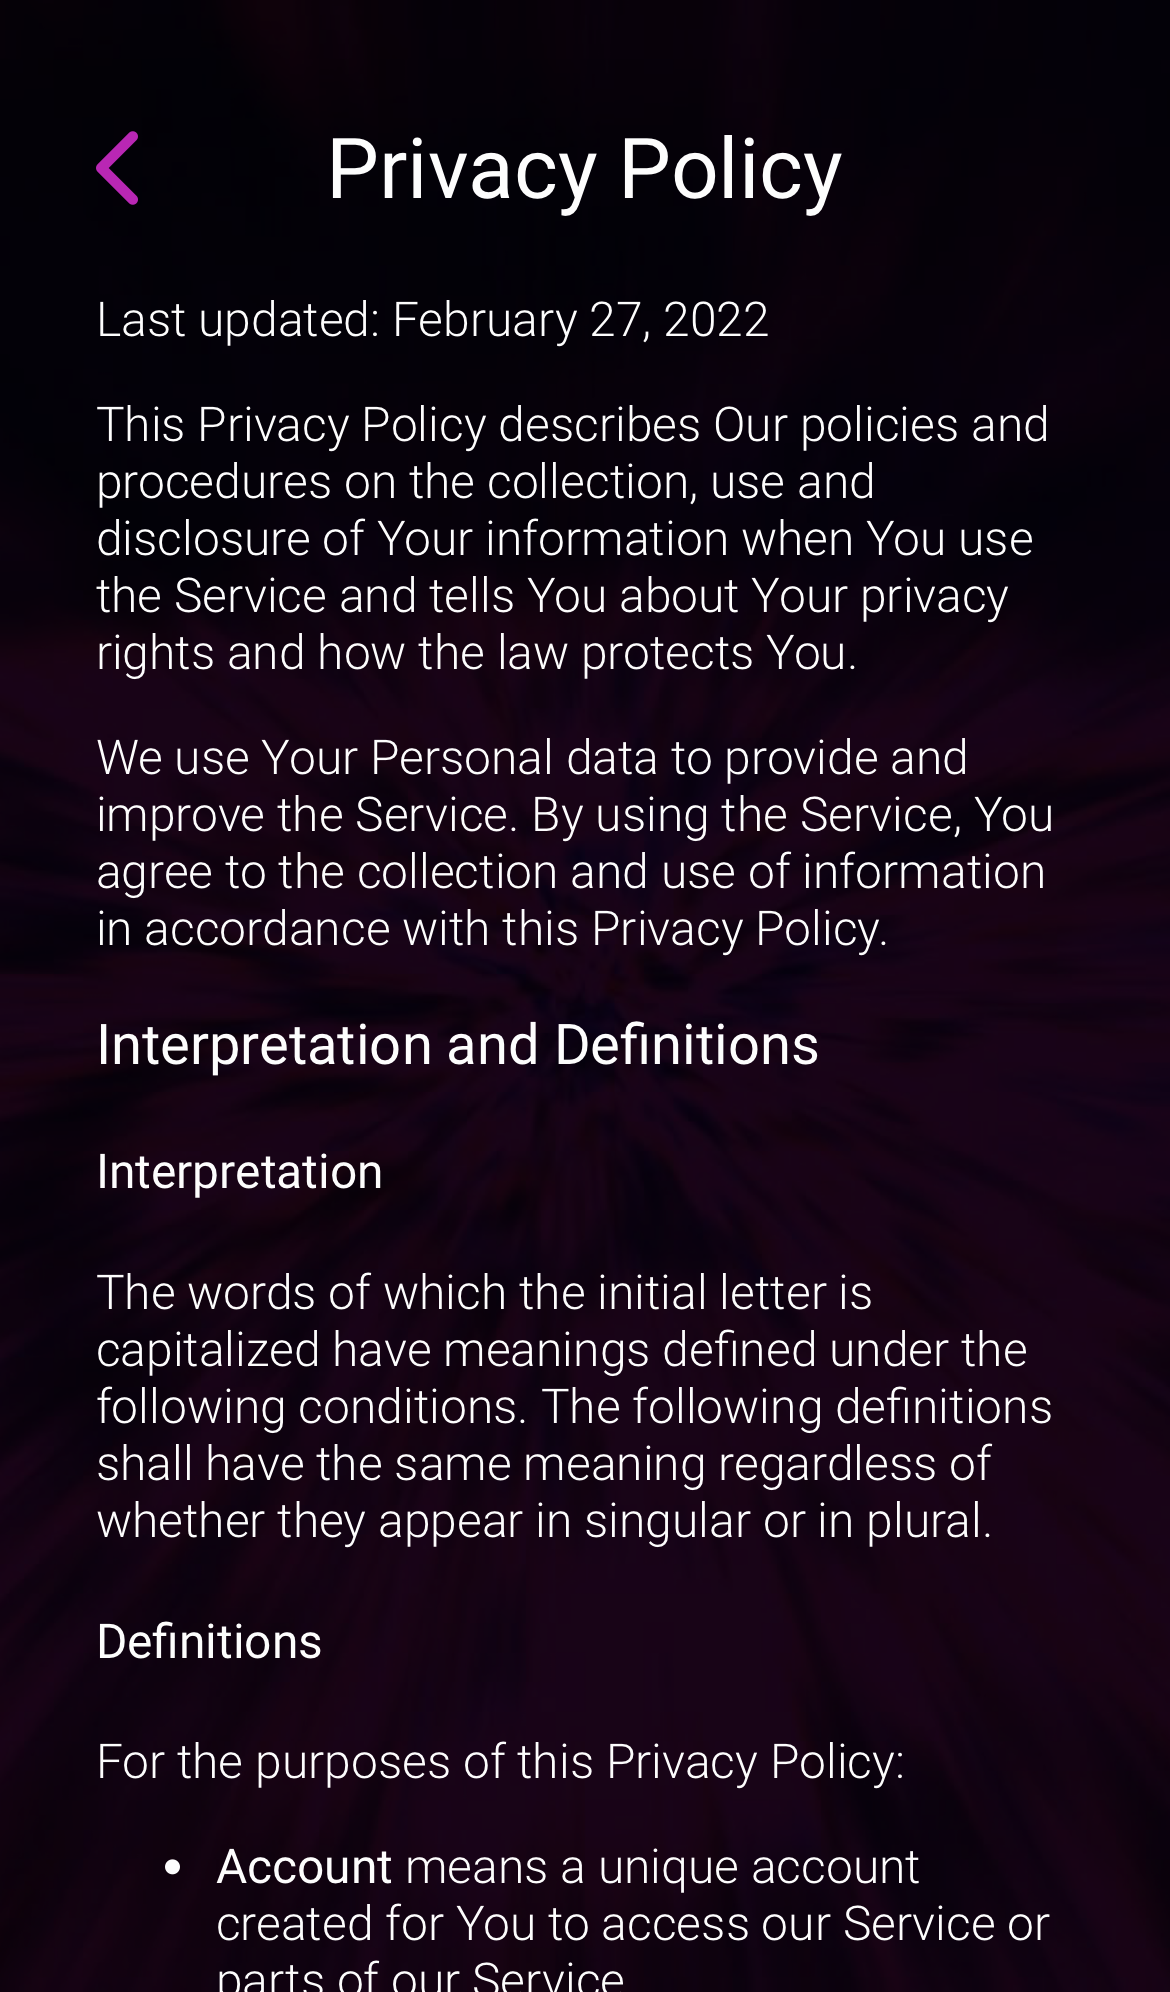 Privacy Policy
Last updated: February 27, 2022
This Privacy Policy describes Our policies and
procedures on the collection, use and
disclosure of Your information when You use
the Service and tells You about Your privacy
rights and how the law protects You.
We use Your Personal data to provide and
improve the Service. By using the Service, You
agree to the collection and use of information
in accordance with this Privacy Policy.
Interpretation and Definitions
Interpretation
The words of which the initial letter is
capitalized have meanings defined under the
following conditions. The following definitions
shall have the same meaning regardless of
whether they appear in singular or in plural.
Definitions
For the purposes of this Privacy Policy:
• Account means a unique account
created for You to access our Service or
parts of our Service.